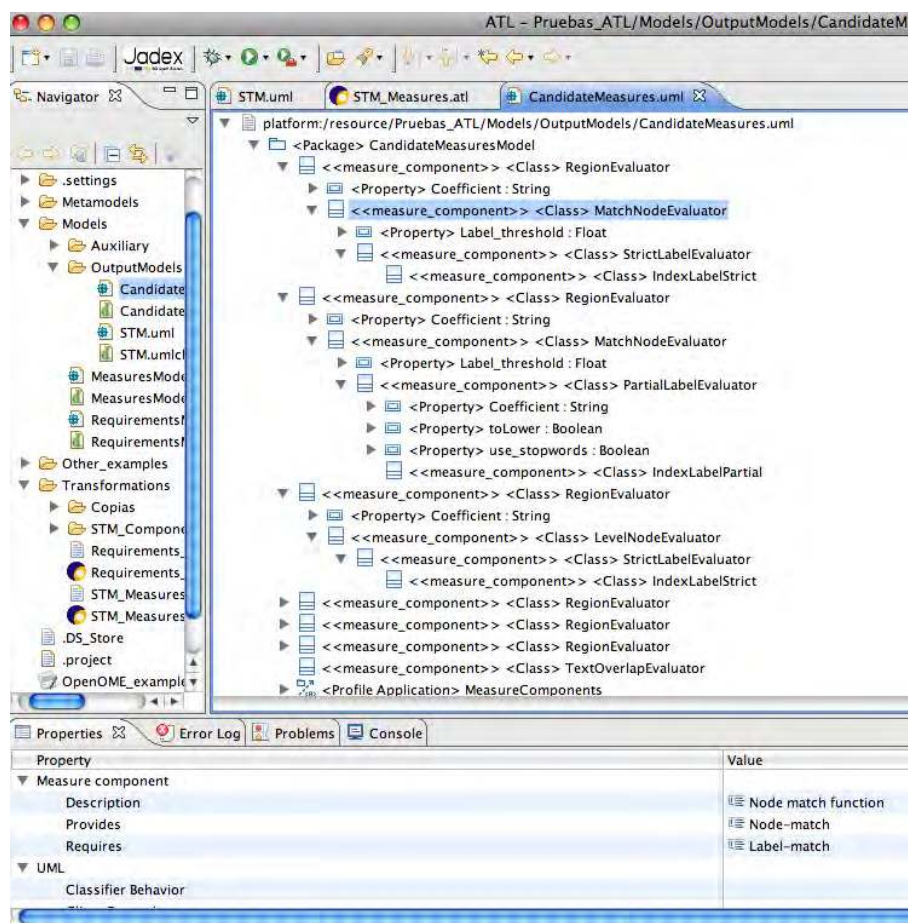 ATL - Pruebas_ATL/Models/OutputModels/CandidateM
Jadex
Navigator
STM.uml
STM_Measures.atl
CandidateMeasures.uml
.settings
Metamodels
Models
Auxiliary
OutputModels
Candidate
Candidate
STM.uml
STM.umlcl
MeasuresMode
MeasuresMode
RequirementsM
RequirementsM
Other_examples
Transformations
Copias
STM_Compone
Requirements_
Requirements_
STM_Measures
STM_Measures
.DS_Store
.project
OpenOME_example
platform:/resource/Pruebas_ATL/Models/OutputModels/CandidateMeasures.uml
<Package> CandidateMeasuresModel
<<measure_component>> <Class> RegionEvaluator
<Property> Coefficient : String
<<measure_component>> <Class> MatchNodeEvaluator
<Property> Label_threshold : Float
<<measure_component>> <Class> StrictLabelEvaluator
<<measure_component>> <Class> IndexLabelStrict
<<measure_component>> <Class> RegionEvaluator
<Property> Coefficient : String
<<measure_component>> <Class> MatchNodeEvaluator
<Property> Label_threshold : Float
<<measure_component>> <Class> PartialLabelEvaluator
<Property> Coefficient : String
<Property> toLower : Boolean
<Property> use_stopwords : Boolean
<<measure_component>> <Class> IndexLabelPartial
<<measure_component>> <Class> RegionEvaluator
<Property> Coefficient : String
<<measure_component>> <Class> LevelNodeEvaluator
<<measure_component>> <Class> StrictLabelEvaluator
<<measure_component>> <Class> IndexLabelStrict
<<measure_component>> <Class> RegionEvaluator
<<measure_component>> <Class> RegionEvaluator
<<measure_component>> <Class> RegionEvaluator
<<measure_component>> <Class> TextOverlapEvaluator
<Profile Application> MeasureComponents
Properties
Error Log
Problems
Console
Property Value
Measure component
Description Node match function
Provides Node-match
Requires Label-match
UML
Classifier Behavior